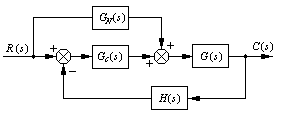 G_N(s)
R(s)
+
−
G_c(s)
+
+
G(s)
C(s)
H(s)